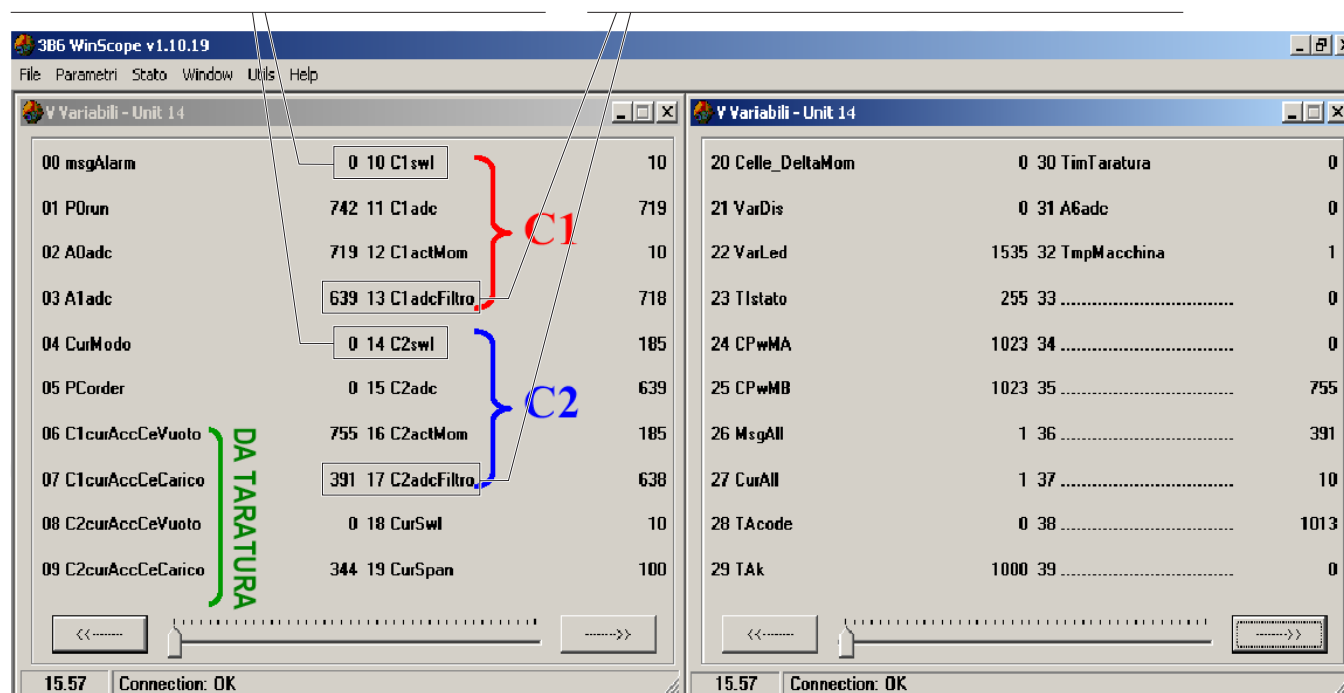 3B6 WinScope v1.10.19
File Parametri Stato Window Utils Help
V Variabili - Unit 14
00 msgAlarm 0 10 C1swl 10
01 P0run 742 11 C1adc 719
02 A0adc 719 12 C1actMom 10
03 A1adc 639 13 C1adcFiltro 718
04 CurModo 0 14 C2swl 185
05 PCorder 0 15 C2adc 639
06 C1curAccCeVuoto 755 16 C2actMom 185
07 C1curAccCeCarico 391 17 C2adcFiltro 638
08 C2curAccCeVuoto 0 18 CurSwl 10
09 C2curAccCeCarico 344 19 CurSpan 100
C1
C2
DA TARATURA
<<-------
------->>
15.57 Connection: OK
V Variabili - Unit 14
20 Celle_DeltaMom 0 30 TimTaratura 0
21 VarDis 0 31 A6adc 0
22 VarLed 1535 32 TmpMacchina 1
23 TIstato 255 33 ................................ 0
24 CPwMA 1023 34 ................................ 0
25 CPwMB 1023 35 ................................ 755
26 MsgAll 1 36 ................................ 391
27 CurAll 1 37 ................................ 10
28 TAcode 0 38 ................................ 1013
29 TAk 1000 39 ................................ 0
<<-------
------->>
15.57 Connection: OK